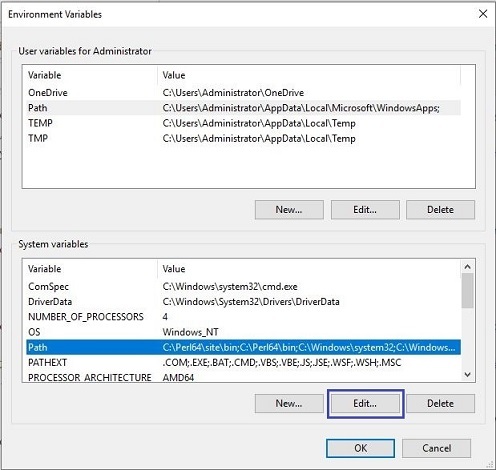 Environment Variables
User variables for Administrator
Variable Value
OneDrive C:\Users\Administrator\OneDrive
Path C:\Users\Administrator\AppData\Local\Microsoft\WindowsApps;
TEMP C:\Users\Administrator\AppData\Local\Temp
TMP C:\Users\Administrator\AppData\Local\Temp
New... Edit... Delete
System variables
Variable Value
ComSpec C:\Windows\system32\cmd.exe
DriverData C:\Windows\System32\Drivers\DriverData
NUMBER_OF_PROCESSORS 4
OS Windows_NT
Path C:\Perl64\site\bin;C:\Perl64\bin;C:\Windows\system32;C:\Windows...
PATHEXT .COM;.EXE;.BAT;.CMD;.VBS;.VBE;.JS;.JSE;.WSF;.WSH;.MSC
PROCESSOR_ARCHITECTURE AMD64
New... Edit... Delete
OK Cancel